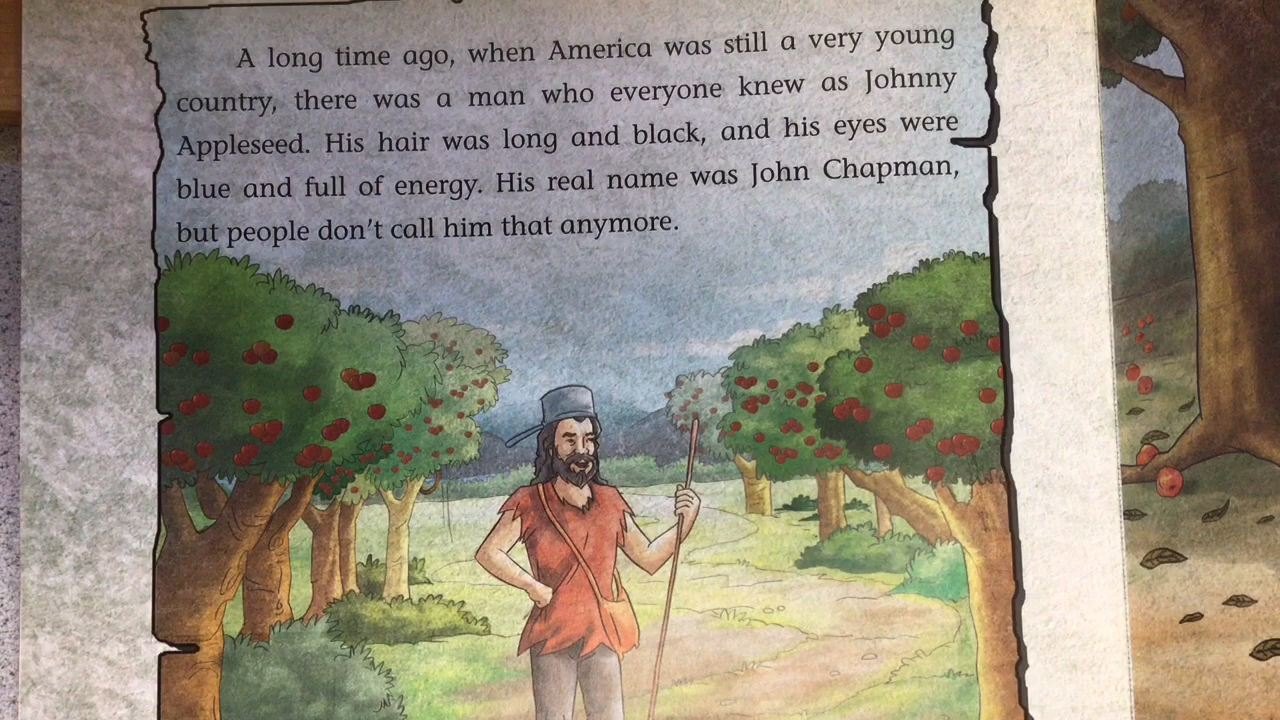 A long time ago, when America was still a very young
country, there was a man who everyone knew as Johnny
Appleseed. His hair was long and black, and his eyes were
blue and full of energy. His real name was John Chapman,
but people don't call him that anymore.